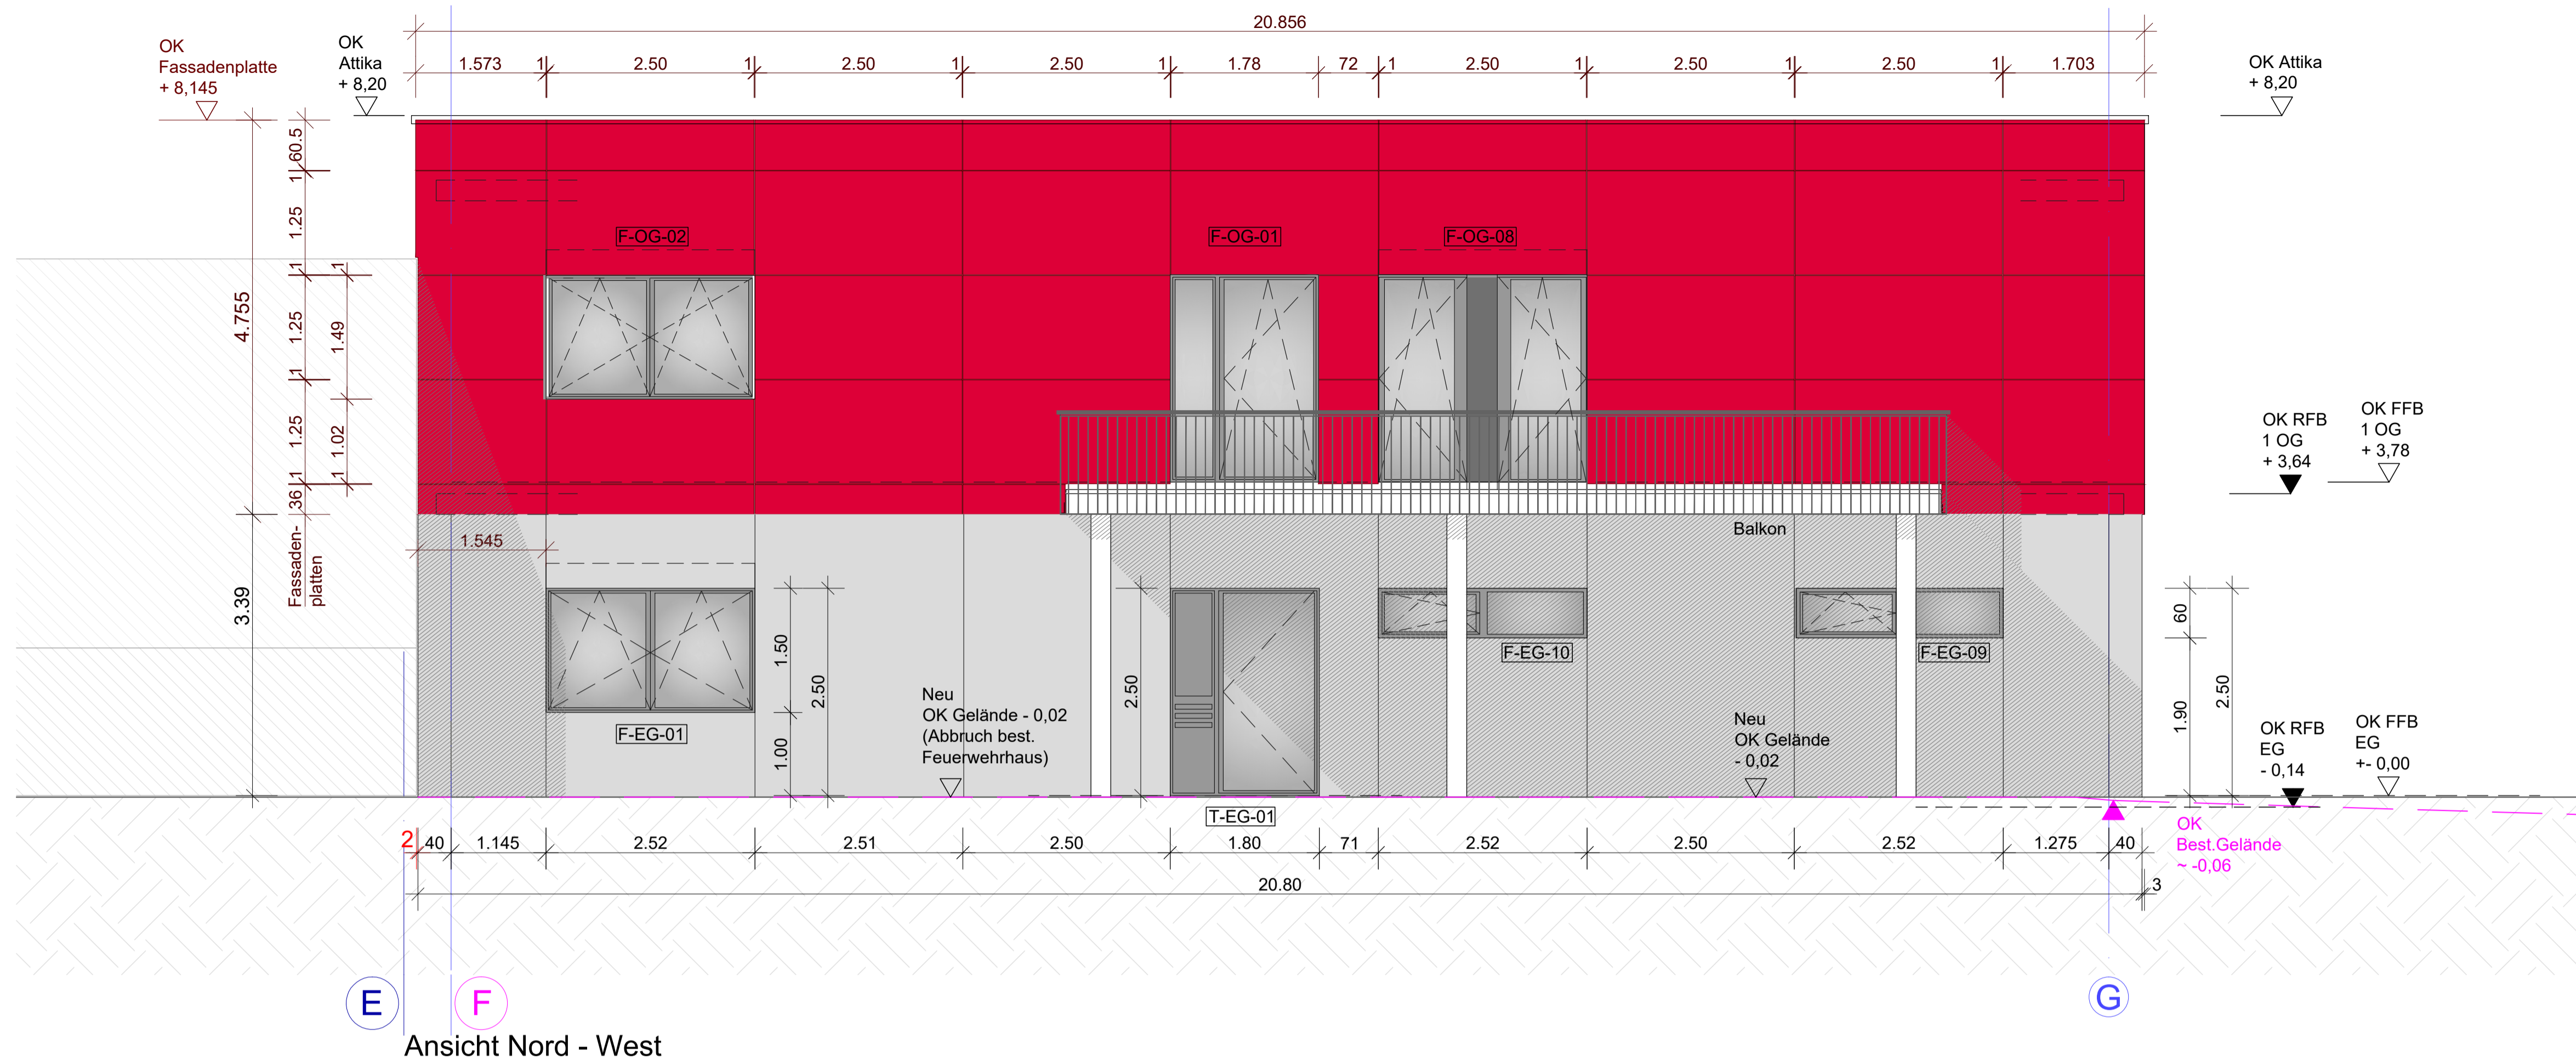 20.856
OK
Fassadenplatte
+ 8,145
OK
Attika
+ 8,20
1.573 1 2.50 1 2.50 1 2.50 1 1.78 72 1 2.50 1 2.50 1 2.50 1 1.703
OK Attika
+ 8,20
60.5
1
1.25
1
1.25
1
1.25
1
36
1
1.49
1.02
1
4.755
3.39
Fassaden-
platten
F-OG-02
F-OG-01
F-OG-08
OK RFB
1 OG
+ 3,64
OK FFB
1 OG
+ 3,78
Balkon
1.545
F-EG-01
1.50
1.00
2.50
Neu
OK Gelände - 0,02
(Abbruch best.
Feuerwehrhaus)
2.50
T-EG-01
F-EG-10
F-EG-09
Neu
OK Gelände
- 0,02
60
1.90
2.50
OK RFB
EG
- 0,14
OK FFB
EG
+- 0,00
OK
Best.Gelände
~ -0,06
2 40 1.145 2.52 2.51 2.50 1.80 71 2.52 2.50 2.52 1.275 40
20.80 3
E F G
Ansicht Nord - West